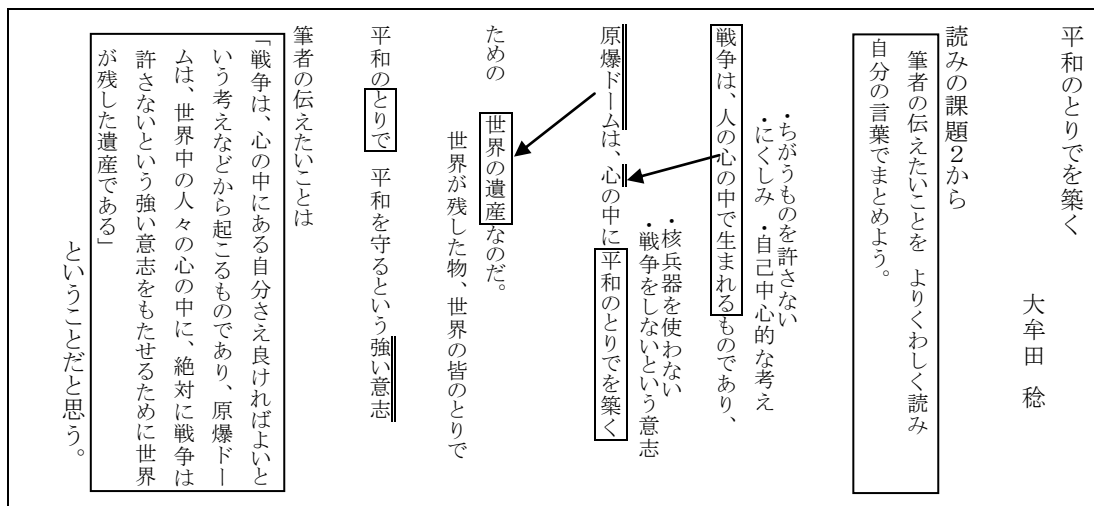 平和のとりでを築く
大牟田 稔
読みの課題2から
筆者の伝えたいことを よりくわしく読み
自分の言葉でまとめよう。
・ちがうものを許さない
・にくしみ ・自己中心的な考え
戦争は、人の心の中で生まれるものであり、
・核兵器を使わない
・戦争をしないという意志
原爆ドームは、心の中に平和のとりでを築く
ための 世界の遺産なのだ。
世界が残した物、世界の皆のとりで
平和のとりで 平和を守るという強い意志
筆者の伝えたいことは
「戦争は、心の中にある自分さえ良ければよいと
いう考えなどから起こるものであり、原爆ドー
ムは、世界中の人々の心の中に、絶対に戦争は
許さないという強い意志をもたせるために世界
が残した遺産である」
ということだと思う。